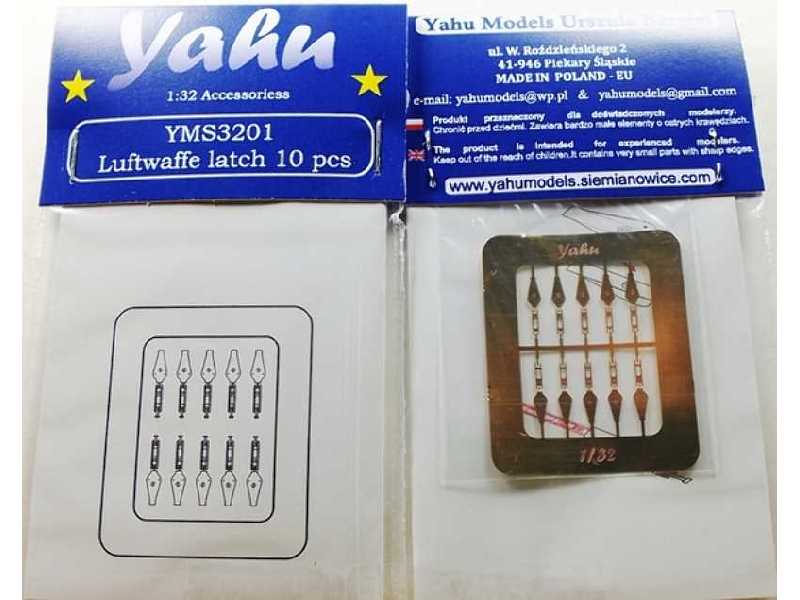 Yahu
1:32 Accessoriess
YMS3201
Luftwaffe latch 10 pcs
Yahu Models Urszula
ul. W. Roździeńskiego 2
41-946 Piekary Śląskie
MADE IN POLAND - EU
e-mail: yahumodels@wp.pl & yahumodels@gmail.com
Produkt przeznaczony dla doświadczonych modelarzy.
Chronić przed dziećmi. Zawiera bardzo małe elementy o ostrych krawędziach.
The product is intended for experienced modelers.
Keep out of the reach of children,it contains very small parts with sharp edges.
www.yahumodels.siemianowice.com
Yahu
1/32